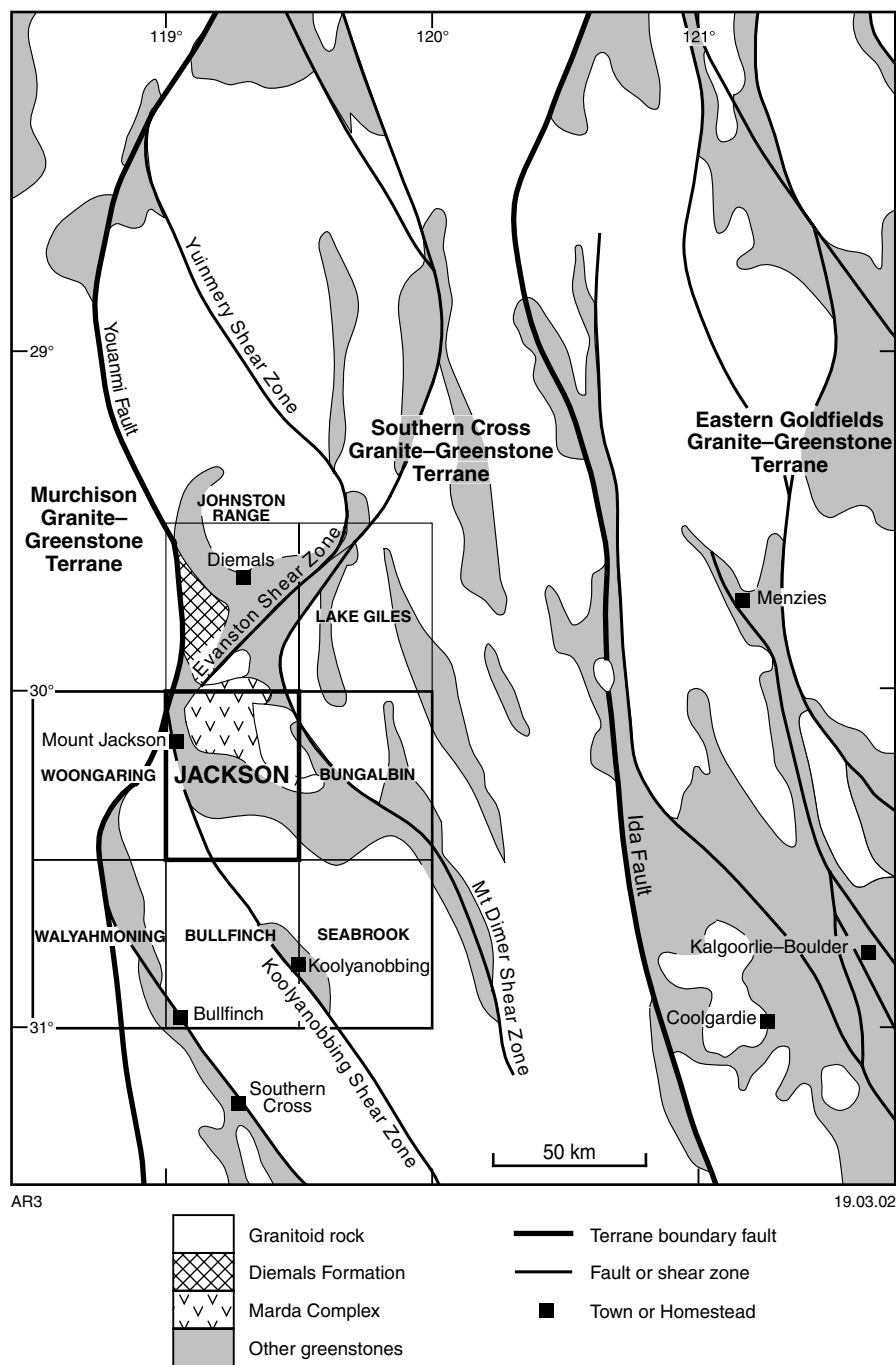 119°
120°
121°
29°
30°
31°
Yuinmery Shear Zone
Youanmi Fault
Southern Cross
Granite–Greenstone
Terrane
Eastern Goldfields
Granite–Greenstone
Terrane
Murchison
Granite–
Greenstone
Terrane
JOHNSTON
RANGE
Diemals
Evanston Shear Zone
LAKE GILES
Menzies
Mount Jackson
WOONGARING
JACKSON
BUNGALBIN
Ida Fault
Mt Dimer Shear Zone
WALYAHMONING
BULLFINCH
SEABROOK
Koolyanobbing
Kalgoorlie–Boulder
Koolyanobbing Shear Zone
Bullfinch
Coolgardie
Southern
Cross
50 km
AR3
19.03.02
Granitoid rock
Diemals Formation
Marda Complex
Other greenstones
Terrane boundary fault
Fault or shear zone
Town or Homestead